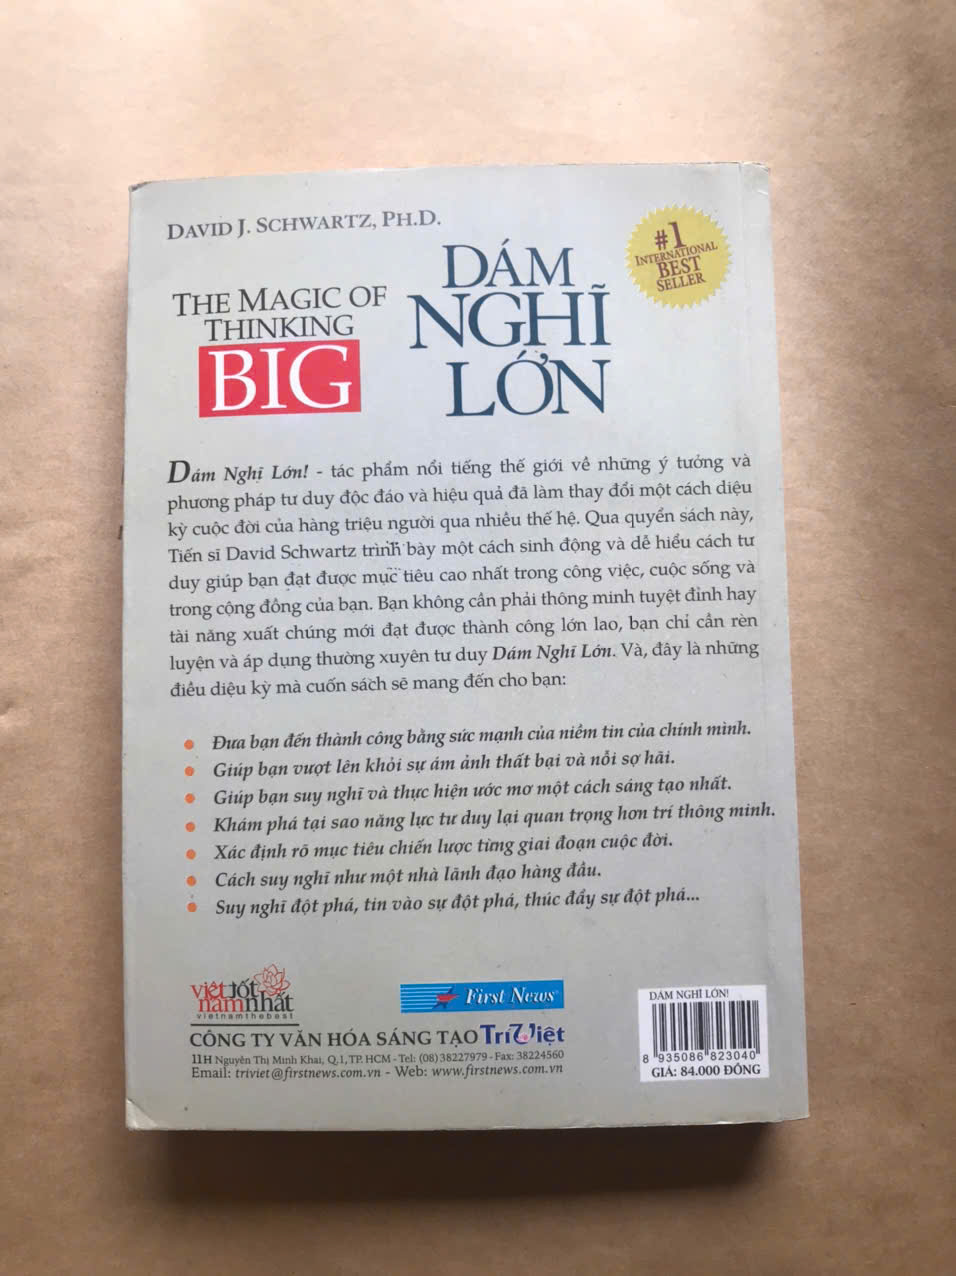 DAVID J. SCHWARTZ, PH.D.
#1
INTERNATIONAL
BEST
SELLER
THE MAGIC OF
THINKING
BIG
DÁM
NGHĨ
LỚN
Dám Nghĩ Lớn! - tác phẩm nổi tiếng thế giới về những ý tưởng và
phương pháp tư duy độc đáo và hiệu quả đã làm thay đổi một cách diệu
kỳ cuộc đời của hàng triệu người qua nhiều thế hệ. Qua quyển sách này,
Tiến sĩ David Schwartz trình bày một cách sinh động và dễ hiểu cách tư
duy giúp bạn đạt được mục tiêu cao nhất trong công việc, cuộc sống và
trong cộng đồng của bạn. Bạn không cần phải thông minh tuyệt đỉnh hay
tài năng xuất chúng mới đạt được thành công lớn lao, bạn chỉ cần rèn
luyện và áp dụng thường xuyên tư duy Dám Nghĩ Lớn. Và, đây là những
điều diệu kỳ mà cuốn sách sẽ mang đến cho bạn:
Đưa bạn đến thành công bằng sức mạnh của niềm tin của chính mình.
Giúp bạn vượt lên khỏi sự ám ảnh thất bại và nỗi sợ hãi.
Giúp bạn suy nghĩ và thực hiện ước mơ một cách sáng tạo nhất.
Khám phá tại sao năng lực tư duy lại quan trọng hơn trí thông minh.
Xác định rõ mục tiêu chiến lược từng giai đoạn cuộc đời.
Cách suy nghĩ như một nhà lãnh đạo hàng đầu.
Suy nghĩ đột phá, tin vào sự đột phá, thúc đẩy sự đột phá...
việt tốt
nam nhất
vietnamthebest
First News
CÔNG TY VĂN HÓA SÁNG TẠO Trí Việt
11H Nguyễn Thị Minh Khai, Q.1, TP. HCM - Tel: (08) 38227979 - Fax: 38224560
Email: triviet@firstnews.com.vn - Web: www.firstnews.com.vn
DÁM NGHĨ LỚN!
8 935086 823040
GIÁ: 84.000 ĐỒNG